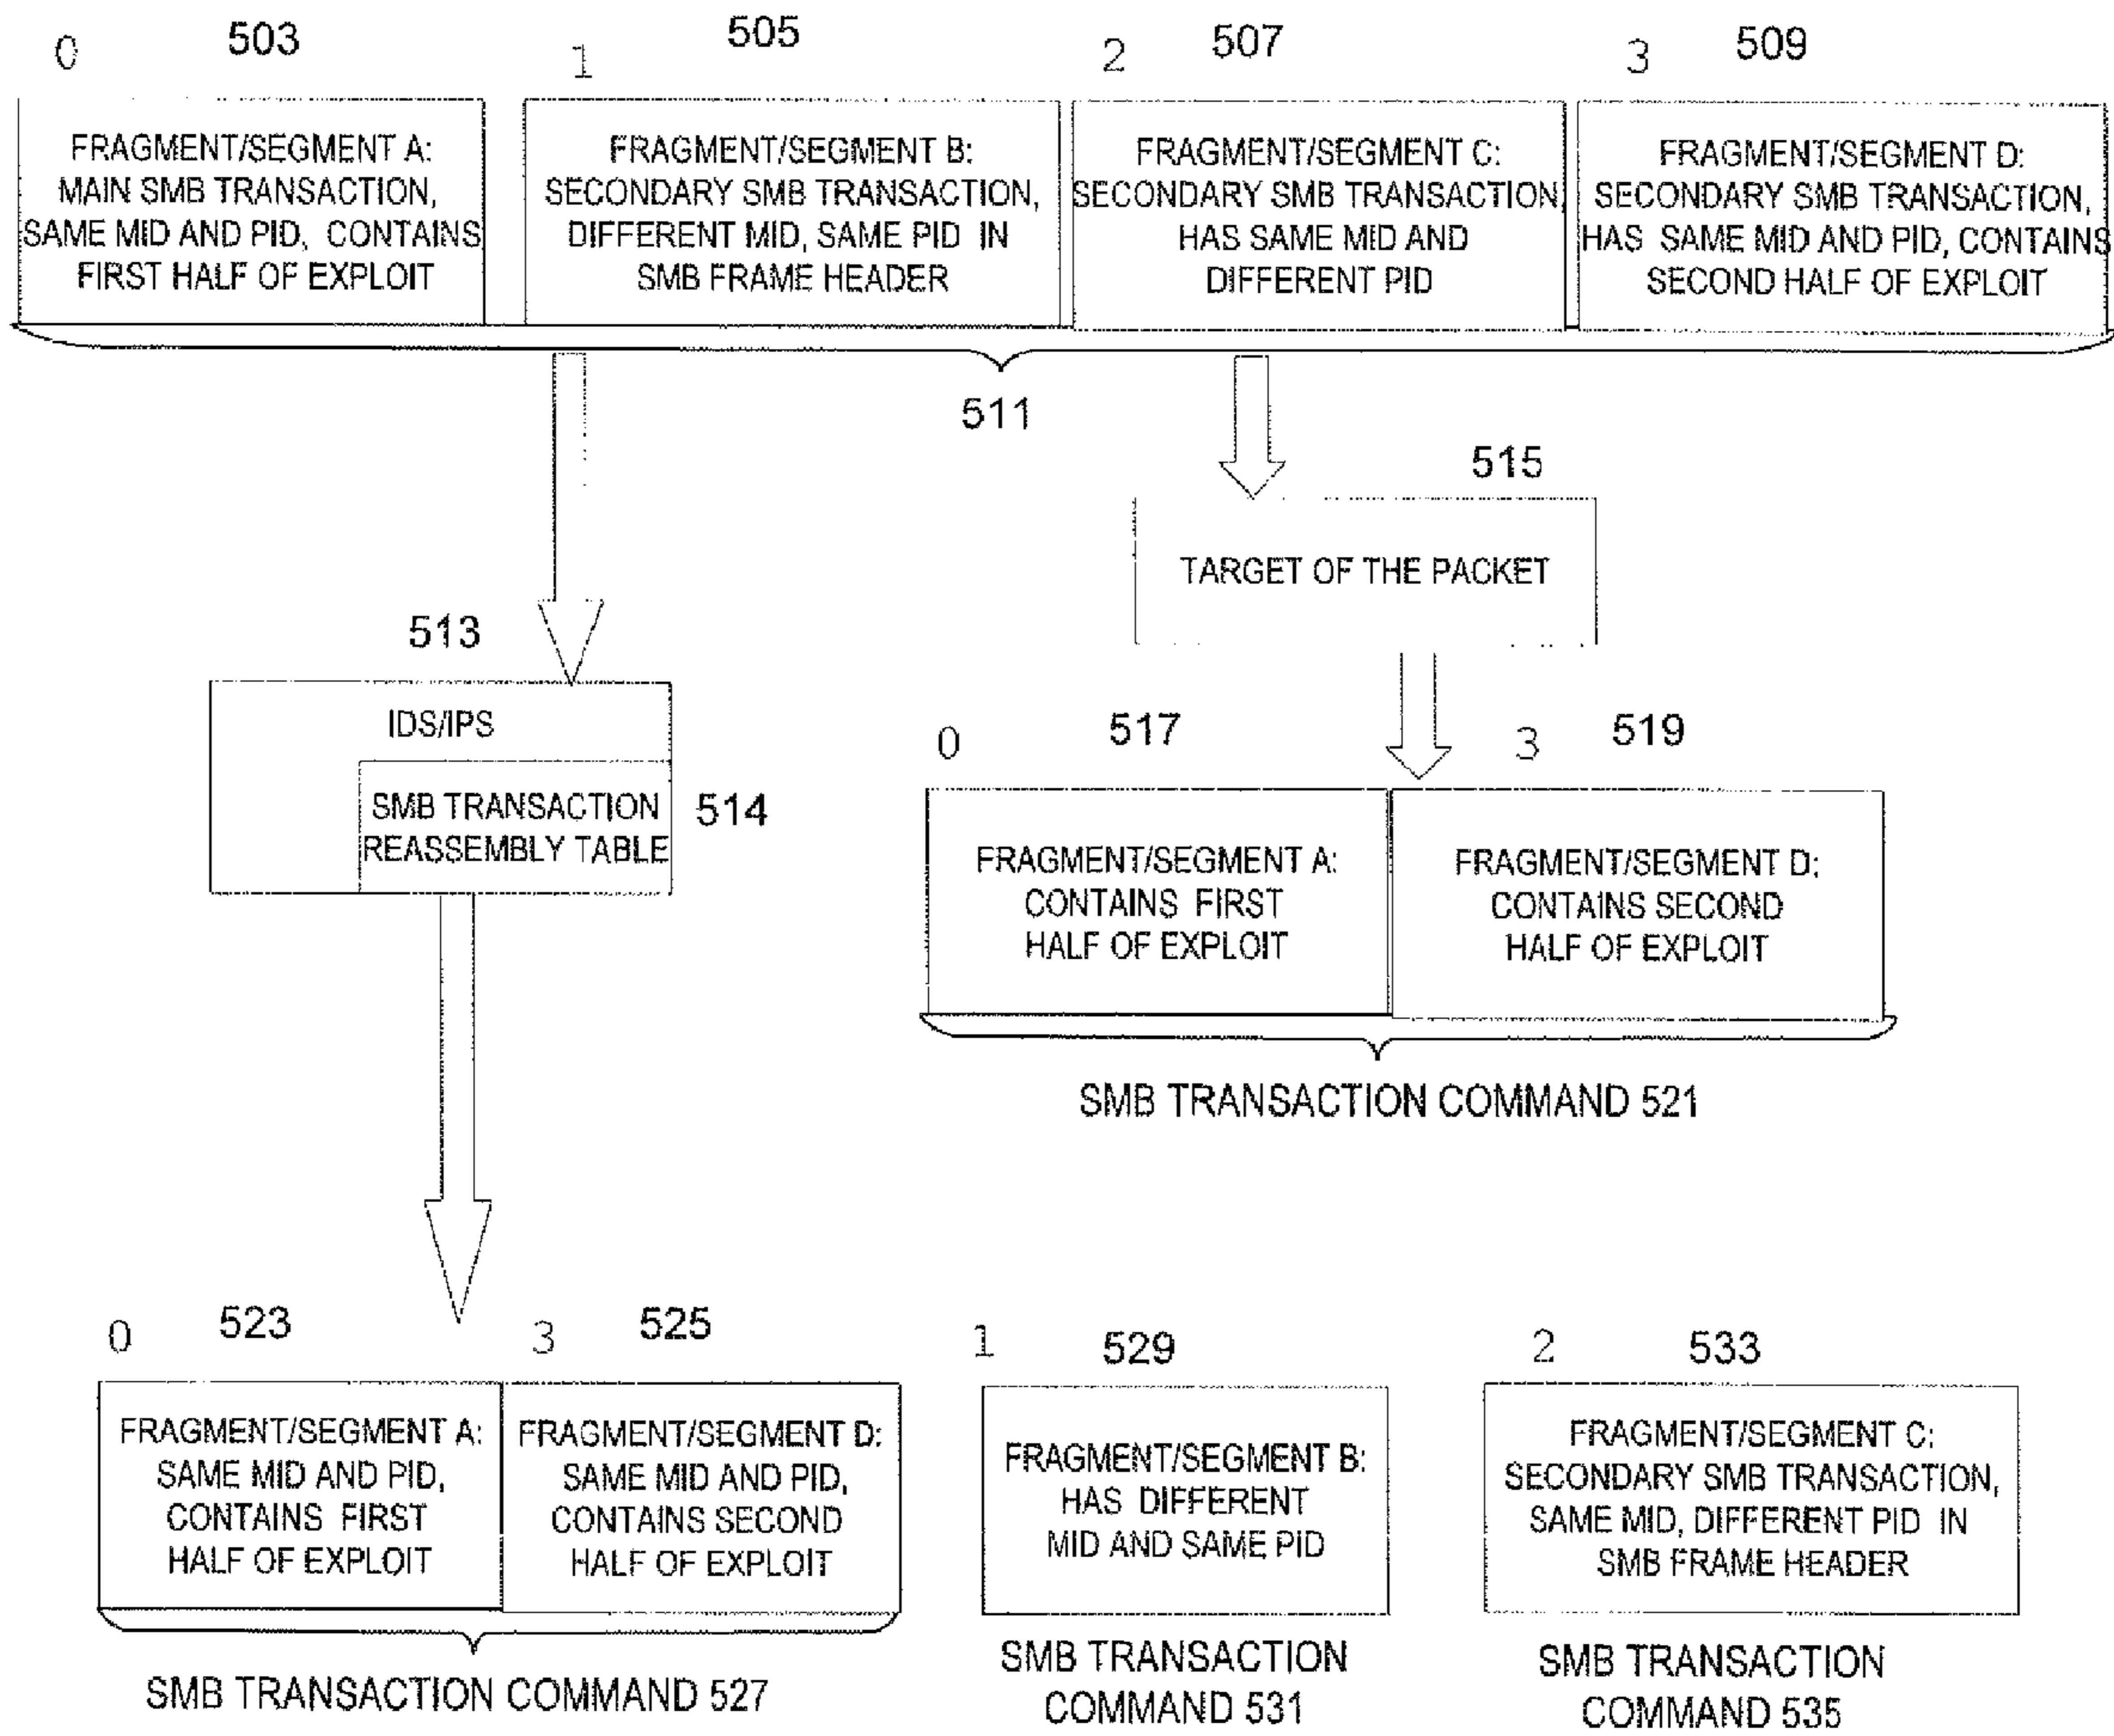 0 503 1 505 2 507 3 509
FRAGMENT/SEGMENT A:
MAIN SMB TRANSACTION,
SAME MID AND PID, CONTAINS
FIRST HALF OF EXPLOIT
FRAGMENT/SEGMENT B:
SECONDARY SMB TRANSACTION,
DIFFERENT MID, SAME PID IN
SMB FRAME HEADER
FRAGMENT/SEGMENT C:
SECONDARY SMB TRANSACTION,
HAS SAME MID AND
DIFFERENT PID
FRAGMENT/SEGMENT D:
SECONDARY SMB TRANSACTION,
HAS SAME MID AND PID, CONTAINS
SECOND HALF OF EXPLOIT
511
515
TARGET OF THE PACKET
513
IDS/IPS
SMB TRANSACTION
REASSEMBLY TABLE
514
0 517 3 519
FRAGMENT/SEGMENT A:
CONTAINS FIRST
HALF OF EXPLOIT
FRAGMENT/SEGMENT D:
CONTAINS SECOND
HALF OF EXPLOIT
SMB TRANSACTION COMMAND 521
0 523 3 525 1 529 2 533
FRAGMENT/SEGMENT A:
SAME MID AND PID,
CONTAINS FIRST
HALF OF EXPLOIT
FRAGMENT/SEGMENT D:
SAME MID AND PID,
CONTAINS SECOND
HALF OF EXPLOIT
SMB TRANSACTION COMMAND 527
FRAGMENT/SEGMENT B:
HAS DIFFERENT
MID AND SAME PID
SMB TRANSACTION
COMMAND 531
FRAGMENT/SEGMENT C:
SECONDARY SMB TRANSACTION,
SAME MID, DIFFERENT PID IN
SMB FRAME HEADER
SMB TRANSACTION
COMMAND 535